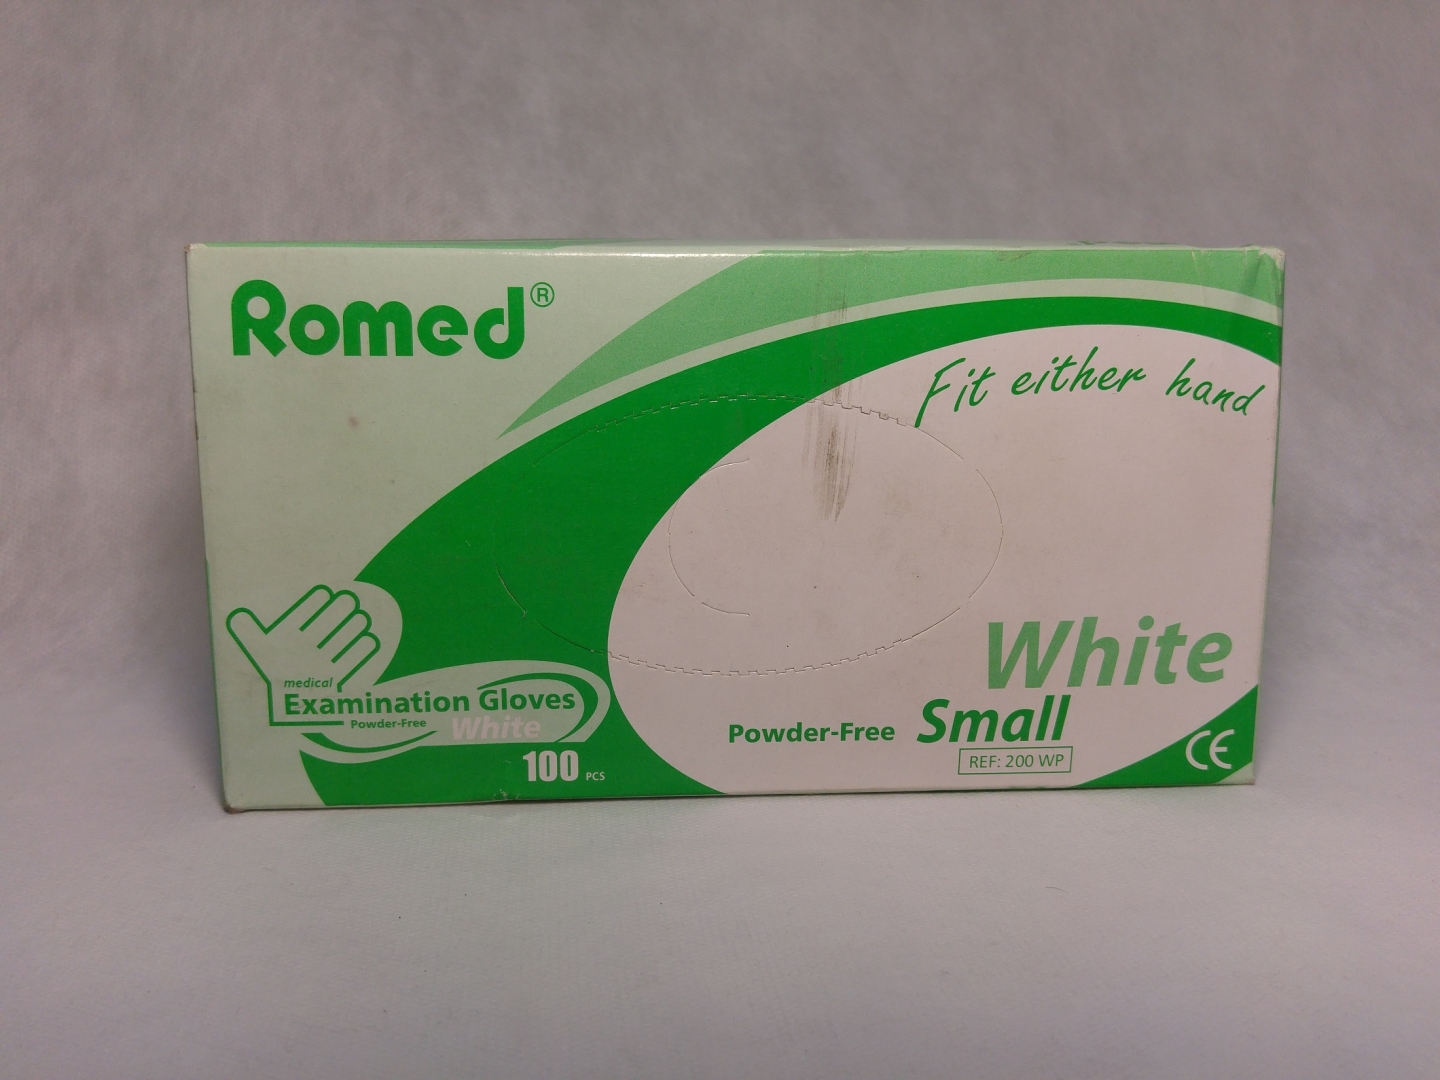 Romed®
Fit either hand
medical
Examination Gloves
Powder-Free White
100 PCS
White
Powder-Free Small
REF: 200 WP
CE